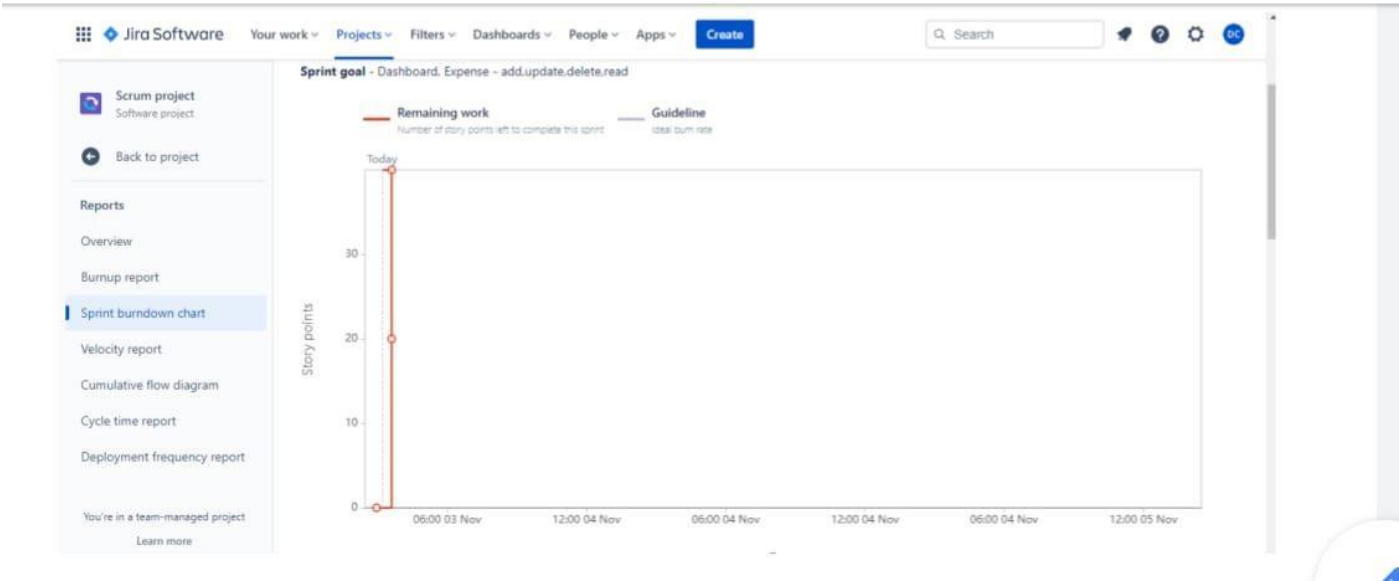 Jira Software Your work Projects Filters Dashboards People Apps Create Search DC
Sprint goal - Dashboard. Expense - add.update.delete.read
Scrum project
Software project
Back to project
Reports
Overview
Burnup report
Sprint burndown chart
Velocity report
Cumulative flow diagram
Cycle time report
Deployment frequency report
You're in a team-managed project
Learn more
Remaining work
Number of story points left to complete this sprint
Guideline
Ideal burn rate
Today
Story points
30
20
10
0
06:00 03 Nov 12:00 04 Nov 06:00 04 Nov 12:00 04 Nov 06:00 04 Nov 12:00 05 Nov